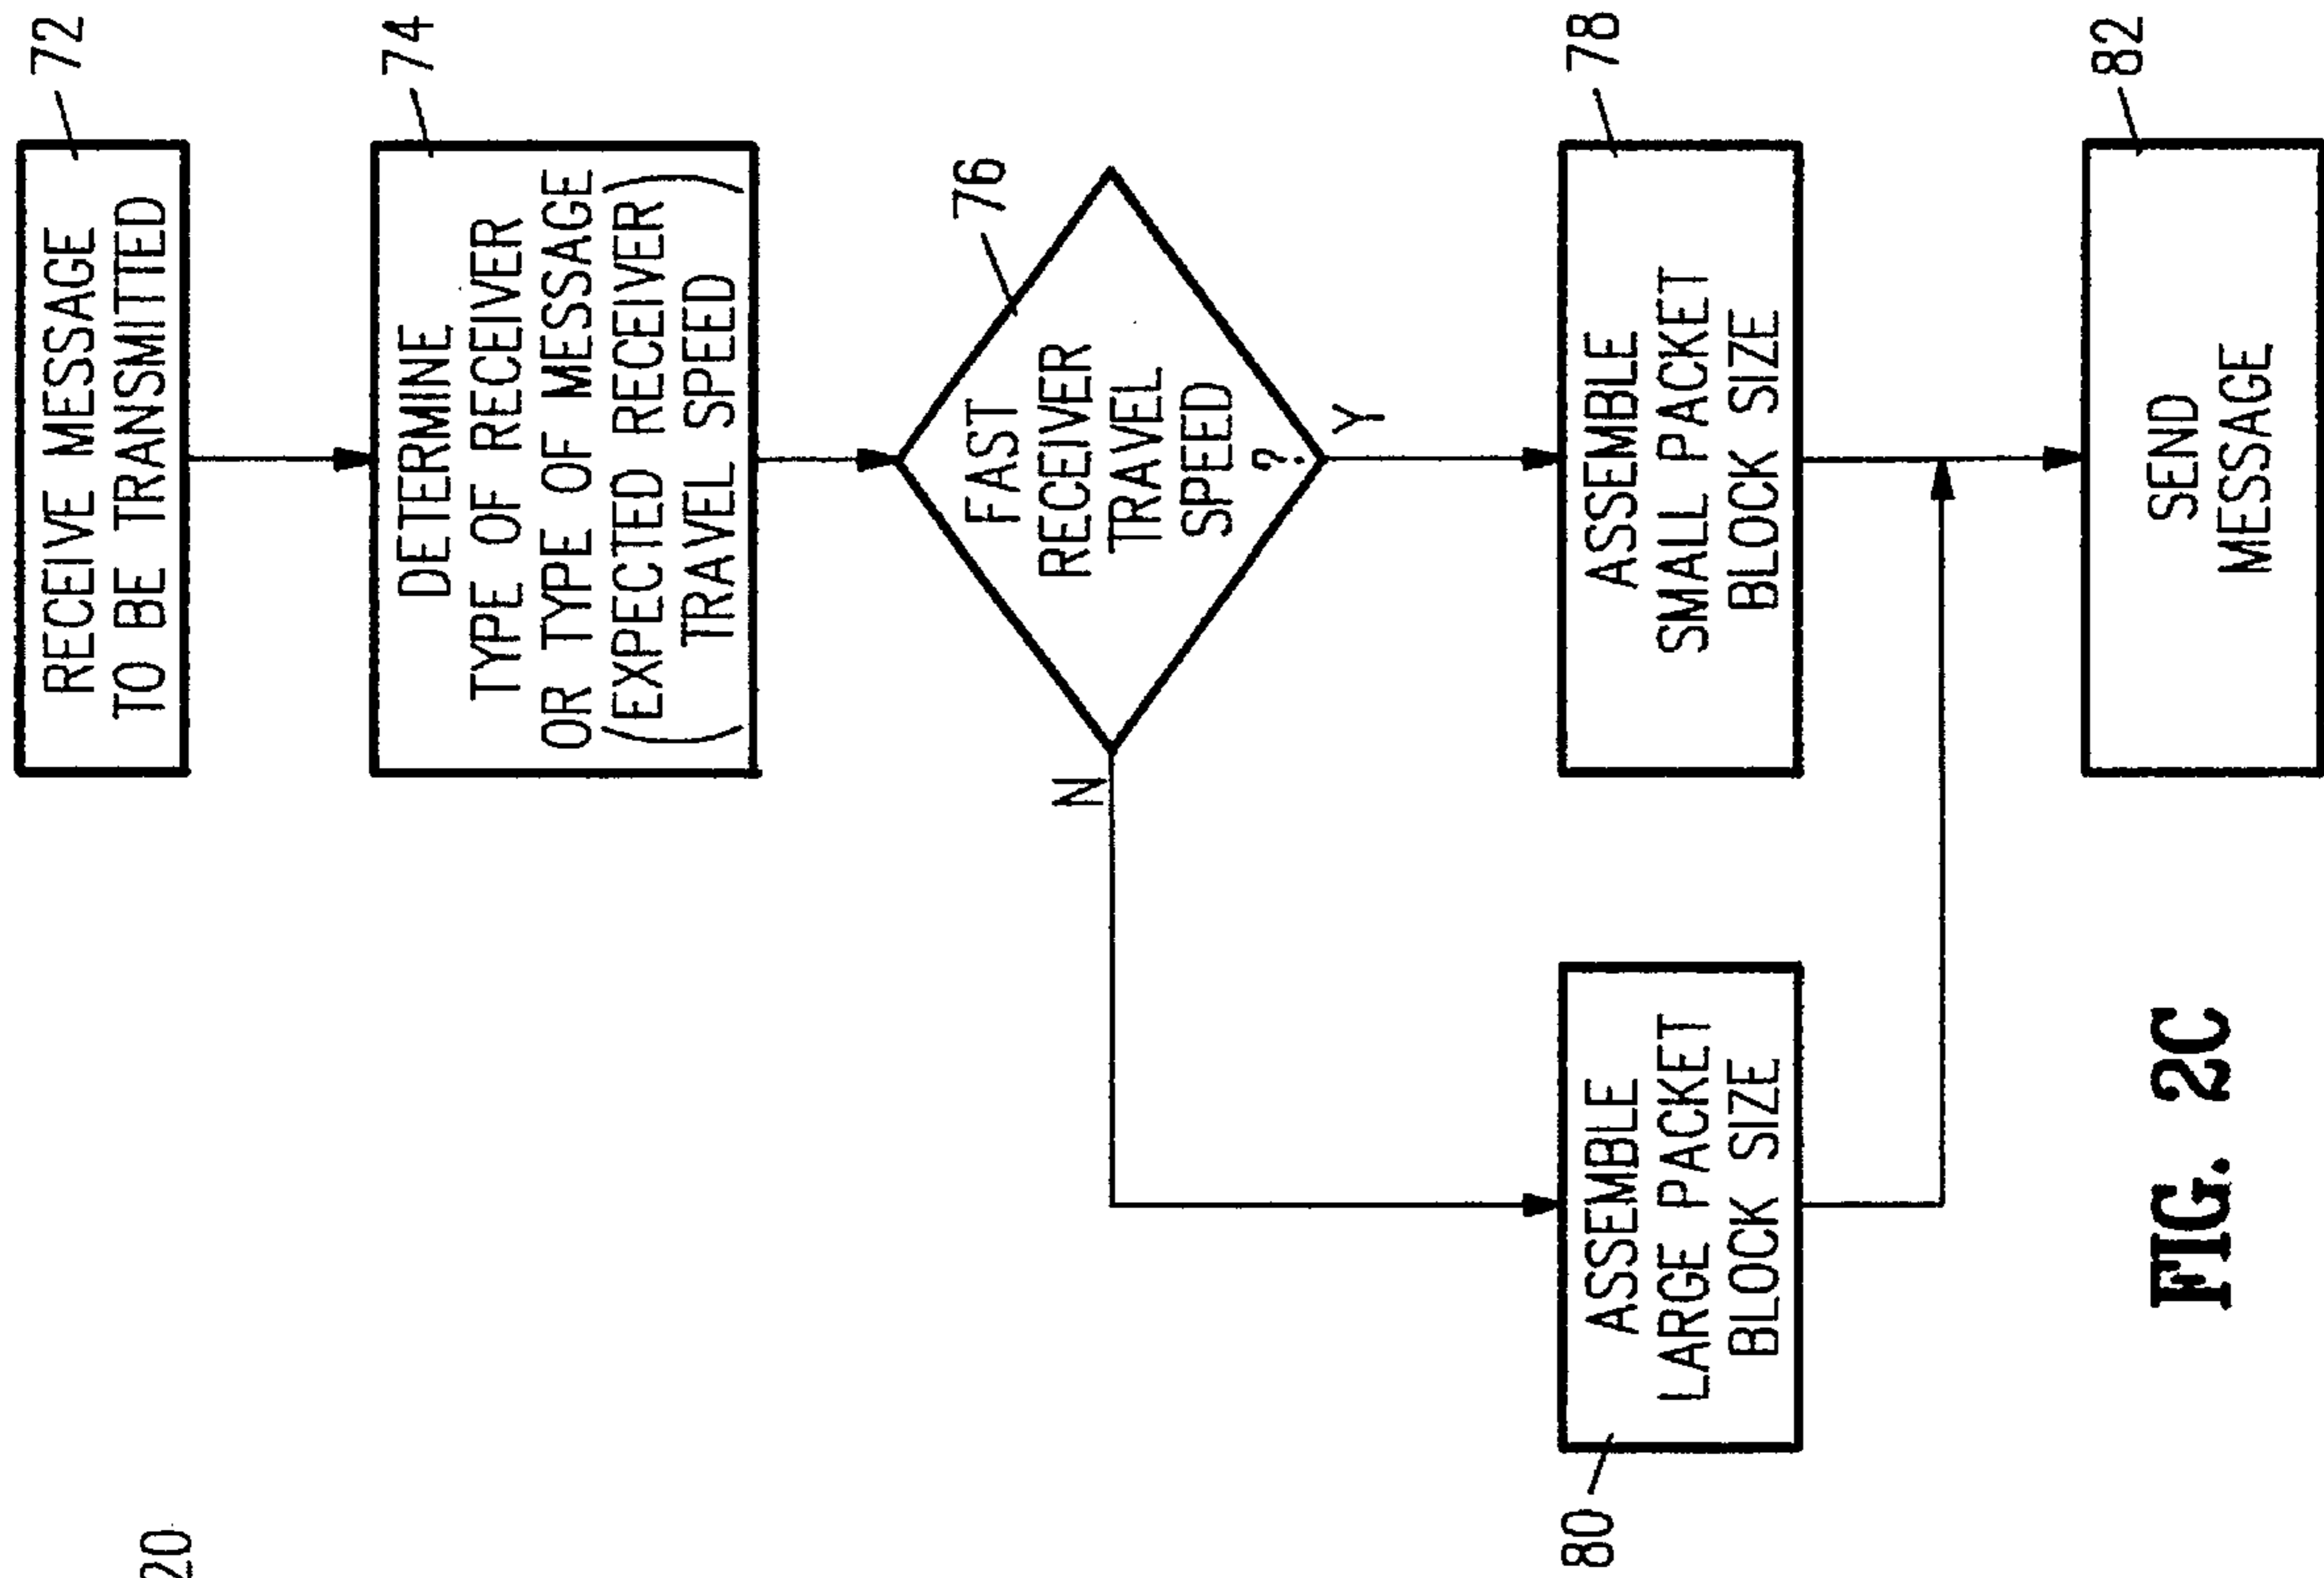 72
RECEIVE MESSAGE
TO BE TRANSMITTED
74
DETERMINE
TYPE OF RECEIVER
OR TYPE OF MESSAGE
(EXPECTED RECEIVER)
TRAVEL SPEED
76
FAST
RECEIVER
TRAVEL
SPEED
?
N
Y
80
ASSEMBLE
LARGE PACKET
BLOCK SIZE
78
ASSEMBLE
SMALL PACKET
BLOCK SIZE
82
SEND
MESSAGE
FIG. 2C
20